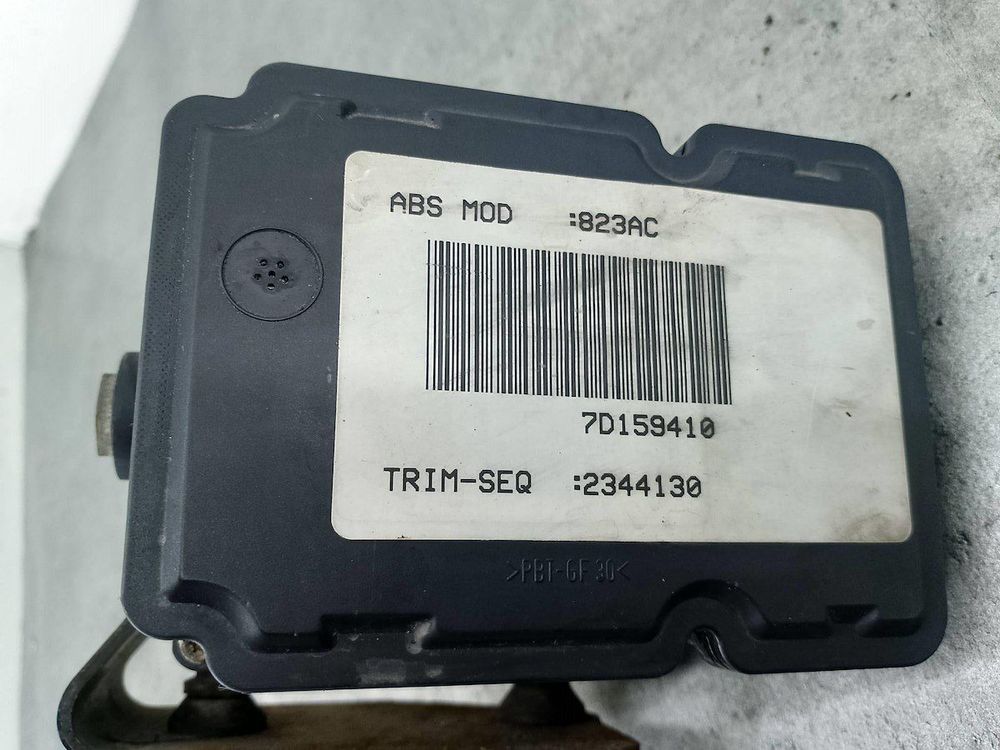 ABS MOD :823AC
7D159410
TRIM-SEQ :2344130
>PBT-GF30<